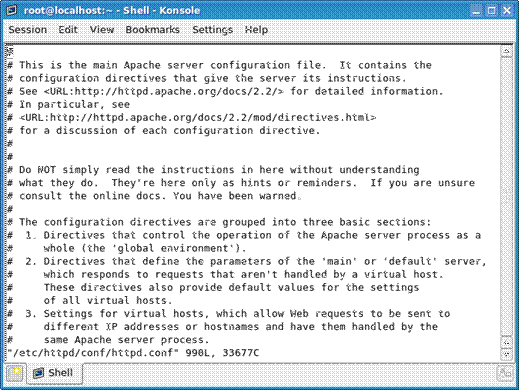 root@localhost:~ - Shell - Konsole
Session Edit View Bookmarks Settings Help
#
# This is the main Apache server configuration file.  It contains the
# configuration directives that give the server its instructions.
# See <URL:http://httpd.apache.org/docs/2.2/> for detailed information.
# In particular, see
# <URL:http://httpd.apache.org/docs/2.2/mod/directives.html>
# for a discussion of each configuration directive.
#
#
# Do NOT simply read the instructions in here without understanding
# what they do.  They're here only as hints or reminders.  If you are unsure
# consult the online docs. You have been warned.
#
# The configuration directives are grouped into three basic sections:
#  1. Directives that control the operation of the Apache server process as a
#     whole (the 'global environment').
#  2. Directives that define the parameters of the 'main' or 'default' server,
#     which responds to requests that aren't handled by a virtual host.
#     These directives also provide default values for the settings
#     of all virtual hosts.
#  3. Settings for virtual hosts, which allow Web requests to be sent to
#     different IP addresses or hostnames and have them handled by the
#     same Apache server process.
"/etc/httpd/conf/httpd.conf" 990L, 33677C
Shell